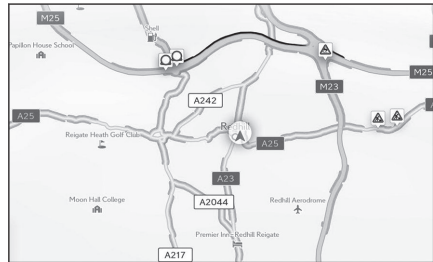 M25
Shell
Papillon House School
M25
M23
A242
A25
A25
Reigate Heath Golf Club
Redhill
A25
A23
Moon Hall College
A2044
Redhill Aerodrome
Premier Inn Redhill Reigate
A217